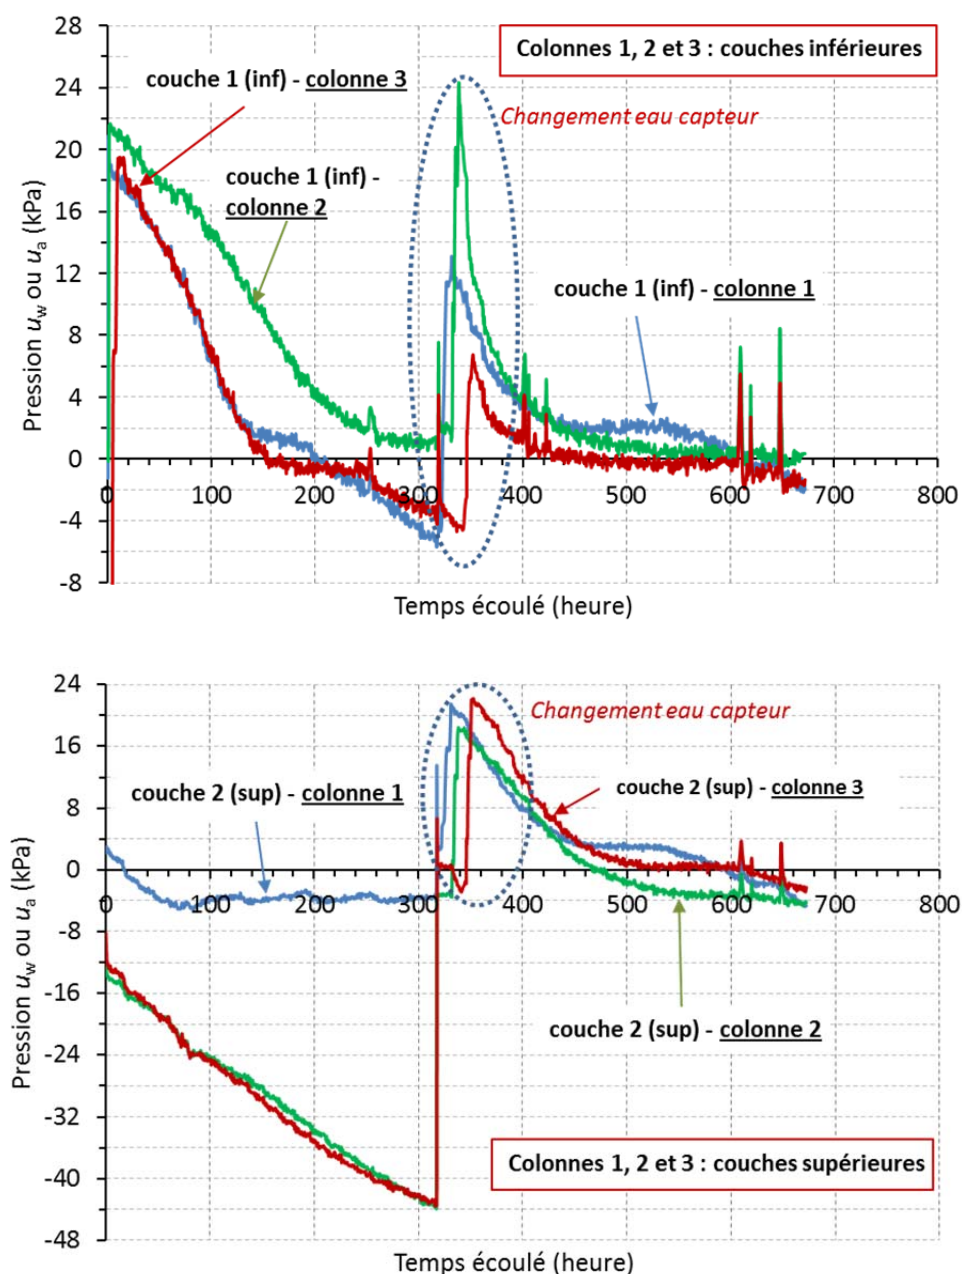 28
Colonnes 1, 2 et 3 : couches inférieures
couche 1 (inf) - colonne 3
24
Changement eau capteur
20
couche 1 (inf) -
colonne 2
16
12
couche 1 (inf) - colonne 1
8
4
0
0 100 200 300 400 500 600 700 800
-4
-8
Pression uw ou ua (kPa)
Temps écoulé (heure)
24
Changement eau capteur
16
couche 2 (sup) - colonne 1
couche 2 (sup) - colonne 3
8
0
0 100 200 300 400 500 600 700 800
-8
-16
couche 2 (sup) - colonne 2
-24
-32
Colonnes 1, 2 et 3 : couches supérieures
-40
-48
Pression uw ou ua (kPa)
Temps écoulé (heure)